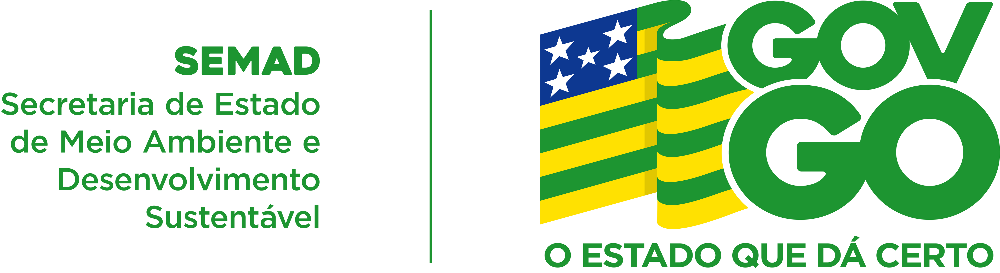 SEMAD
Secretaria de Estado
de Meio Ambiente e
Desenvolvimento
Sustentável
GOV
GO
O ESTADO QUE DÁ CERTO